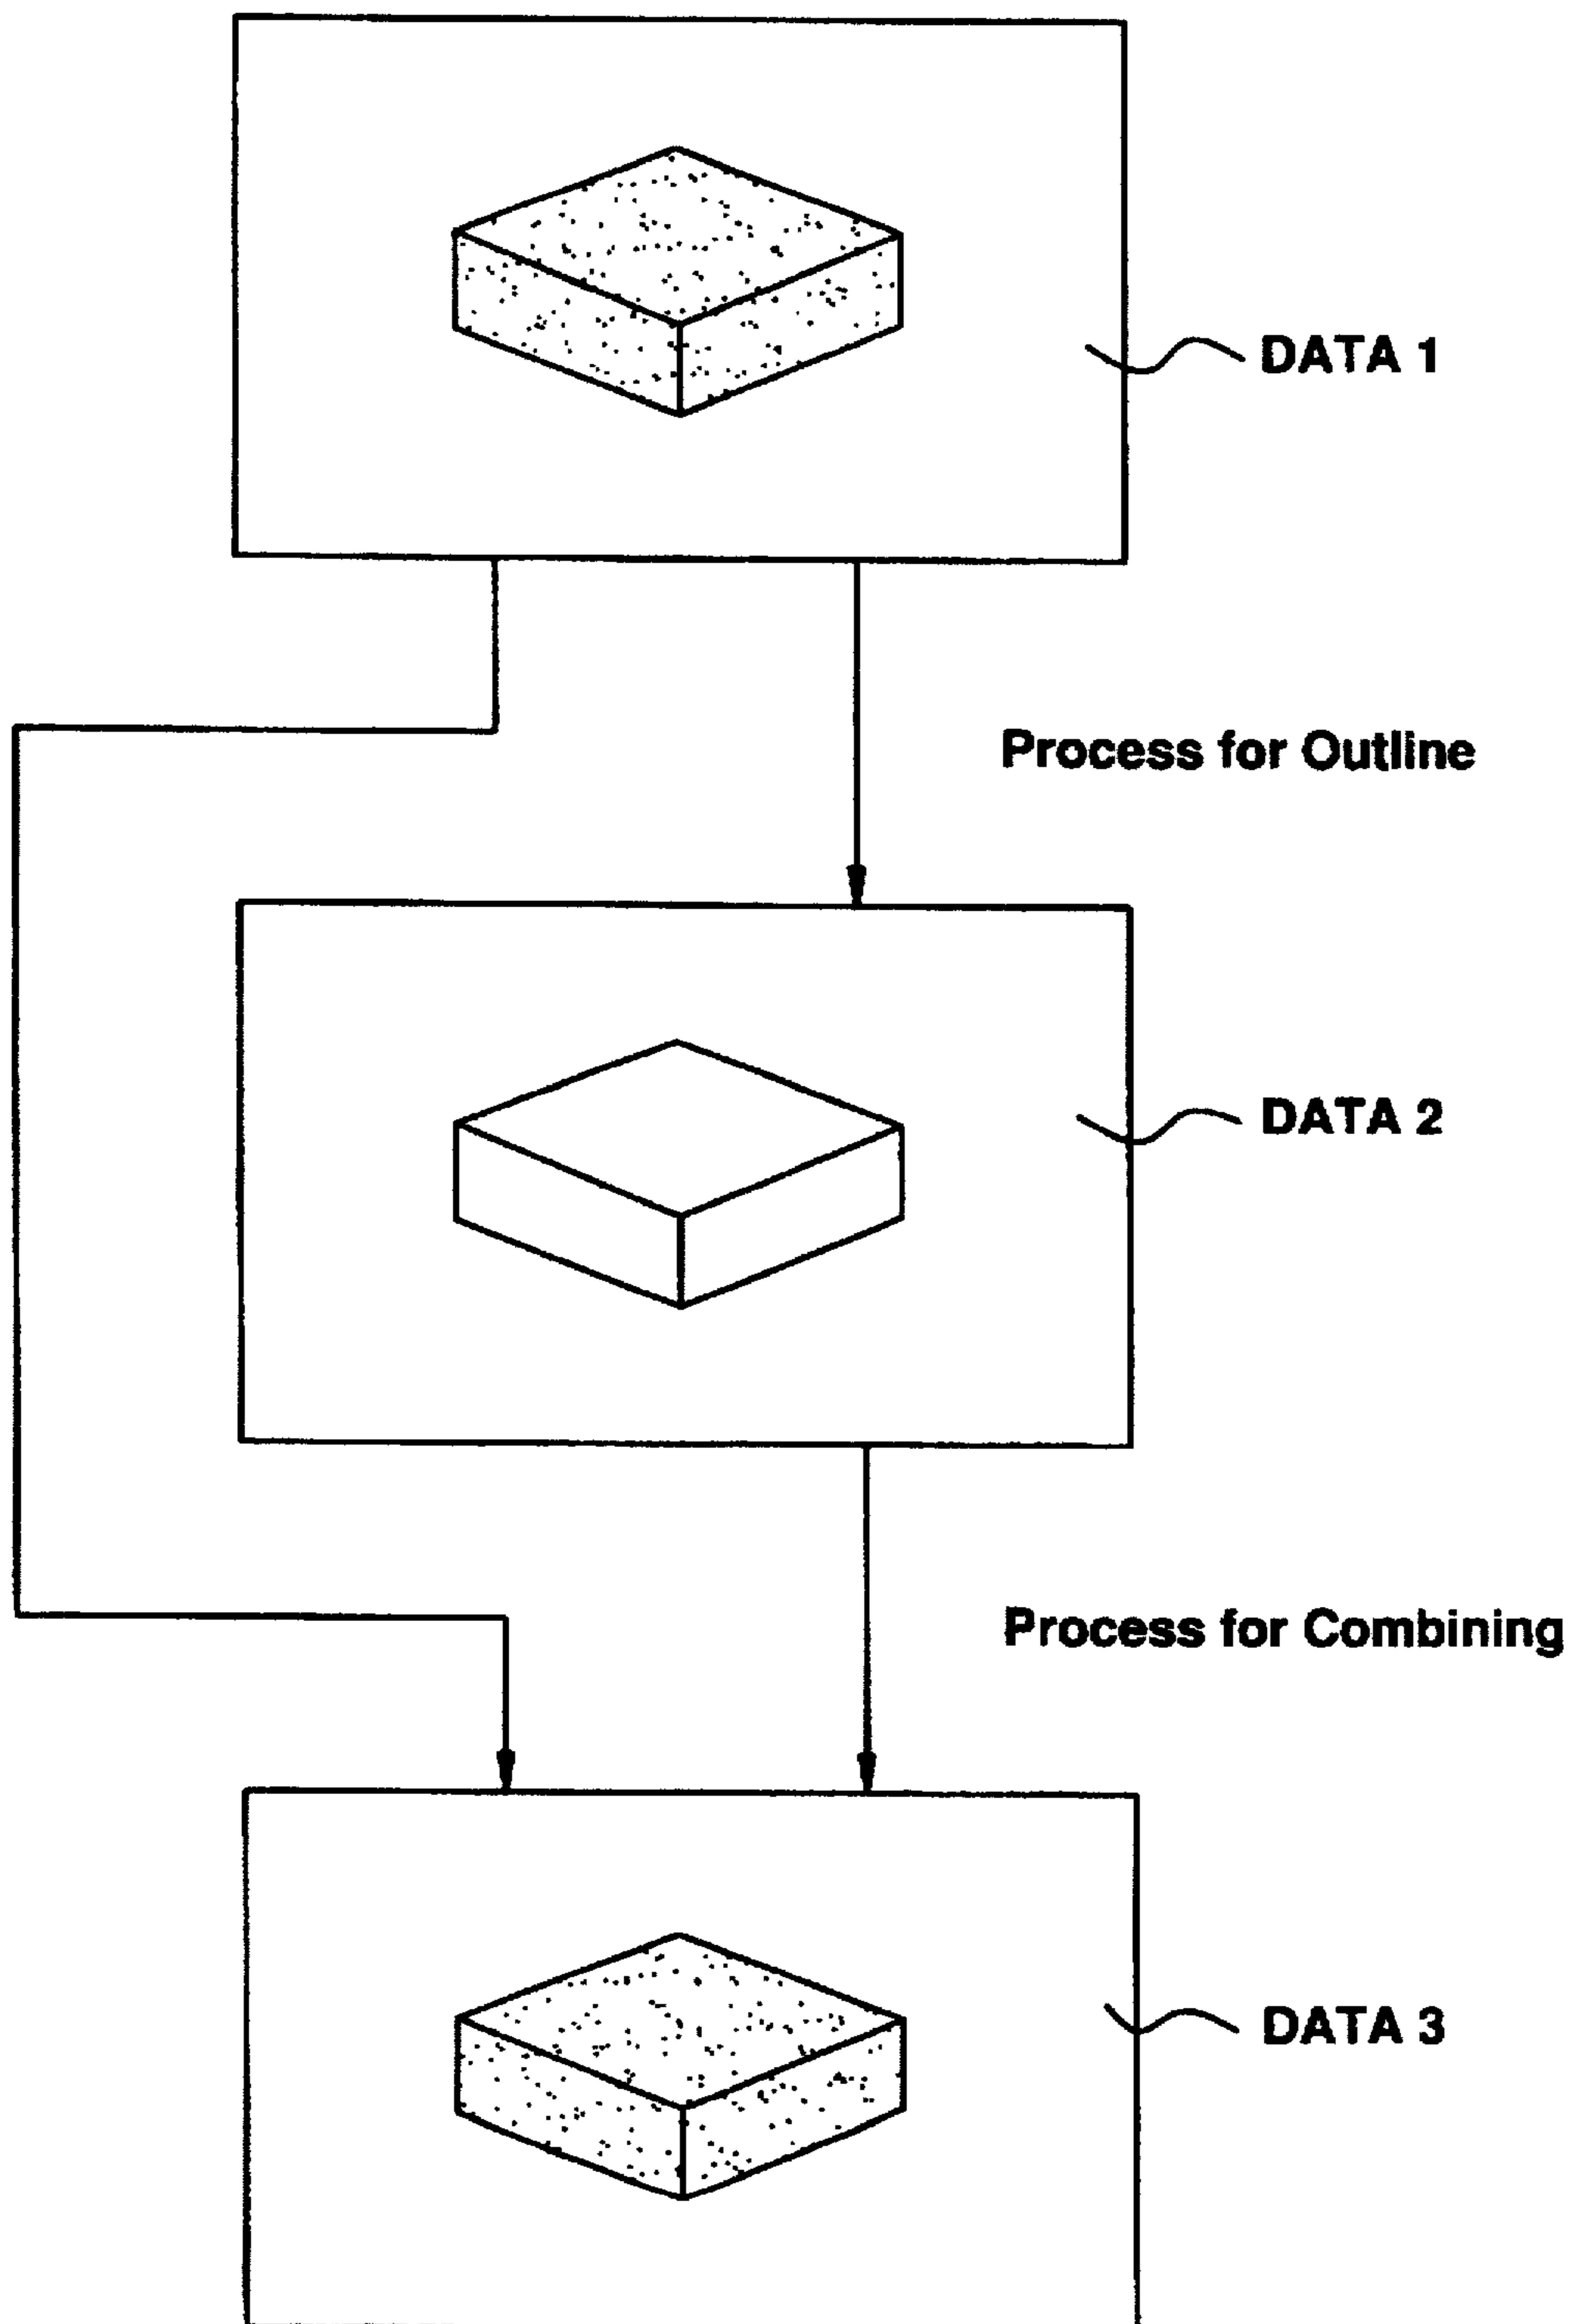 DATA 1
Process for Outline
DATA 2
Process for Combining
DATA 3